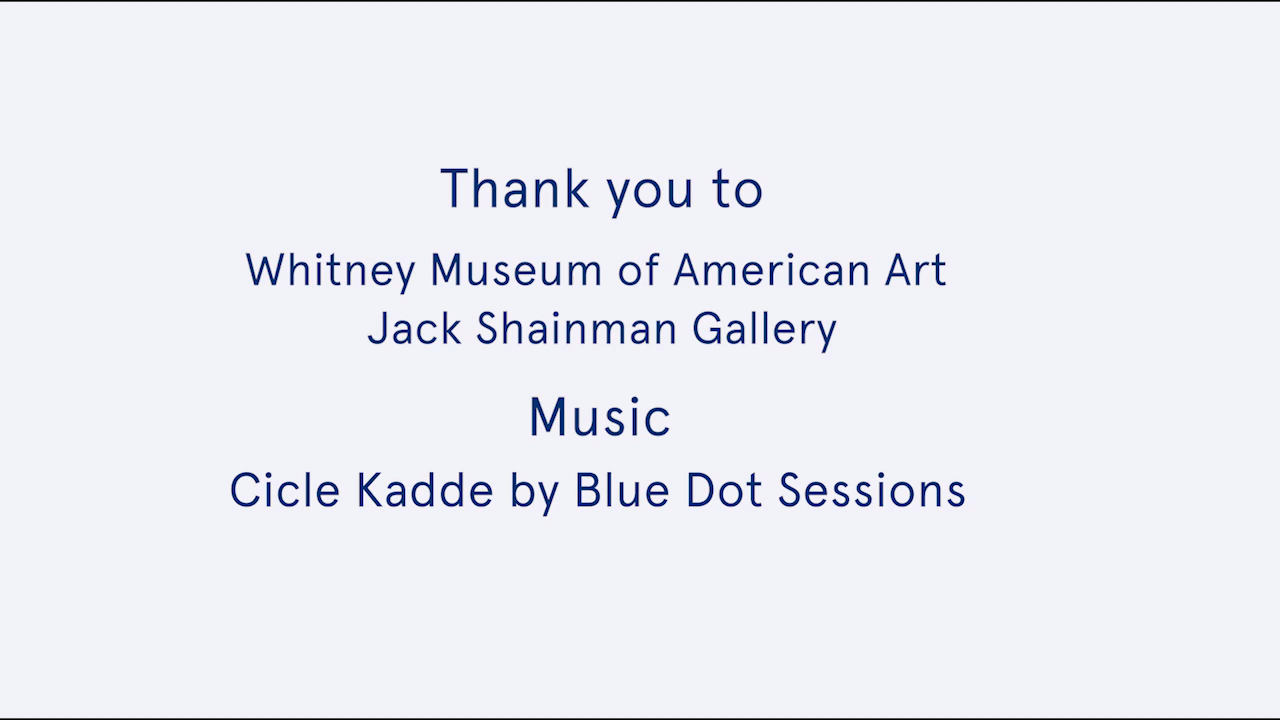 Thank you to
Whitney Museum of American Art
Jack Shainman Gallery
Music
Cicle Kadde by Blue Dot Sessions